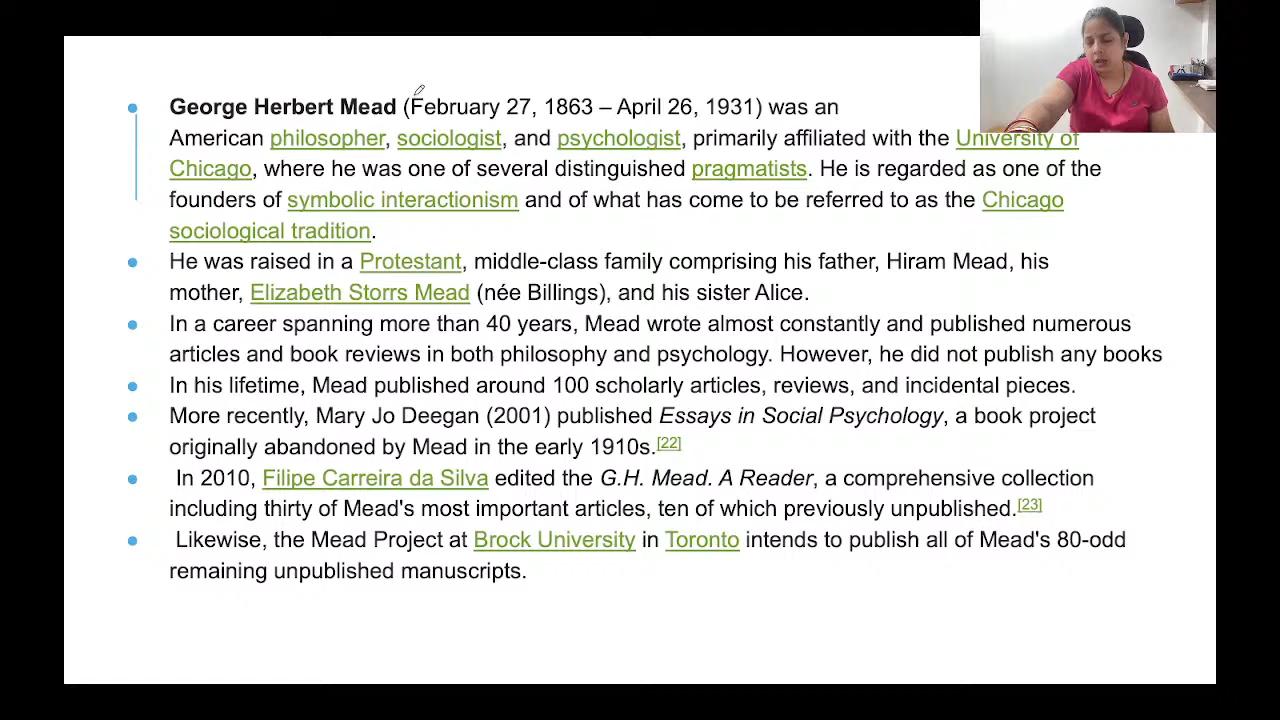 George Herbert Mead (February 27, 1863 – April 26, 1931) was an
American philosopher, sociologist, and psychologist, primarily affiliated with the University of
Chicago, where he was one of several distinguished pragmatists. He is regarded as one of the
founders of symbolic interactionism and of what has come to be referred to as the Chicago
sociological tradition.
He was raised in a Protestant, middle-class family comprising his father, Hiram Mead, his
mother, Elizabeth Storrs Mead (née Billings), and his sister Alice.
In a career spanning more than 40 years, Mead wrote almost constantly and published numerous
articles and book reviews in both philosophy and psychology. However, he did not publish any books
In his lifetime, Mead published around 100 scholarly articles, reviews, and incidental pieces.
More recently, Mary Jo Deegan (2001) published Essays in Social Psychology, a book project
originally abandoned by Mead in the early 1910s.[22]
In 2010, Filipe Carreira da Silva edited the G.H. Mead. A Reader, a comprehensive collection
including thirty of Mead's most important articles, ten of which previously unpublished.[23]
Likewise, the Mead Project at Brock University in Toronto intends to publish all of Mead's 80-odd
remaining unpublished manuscripts.